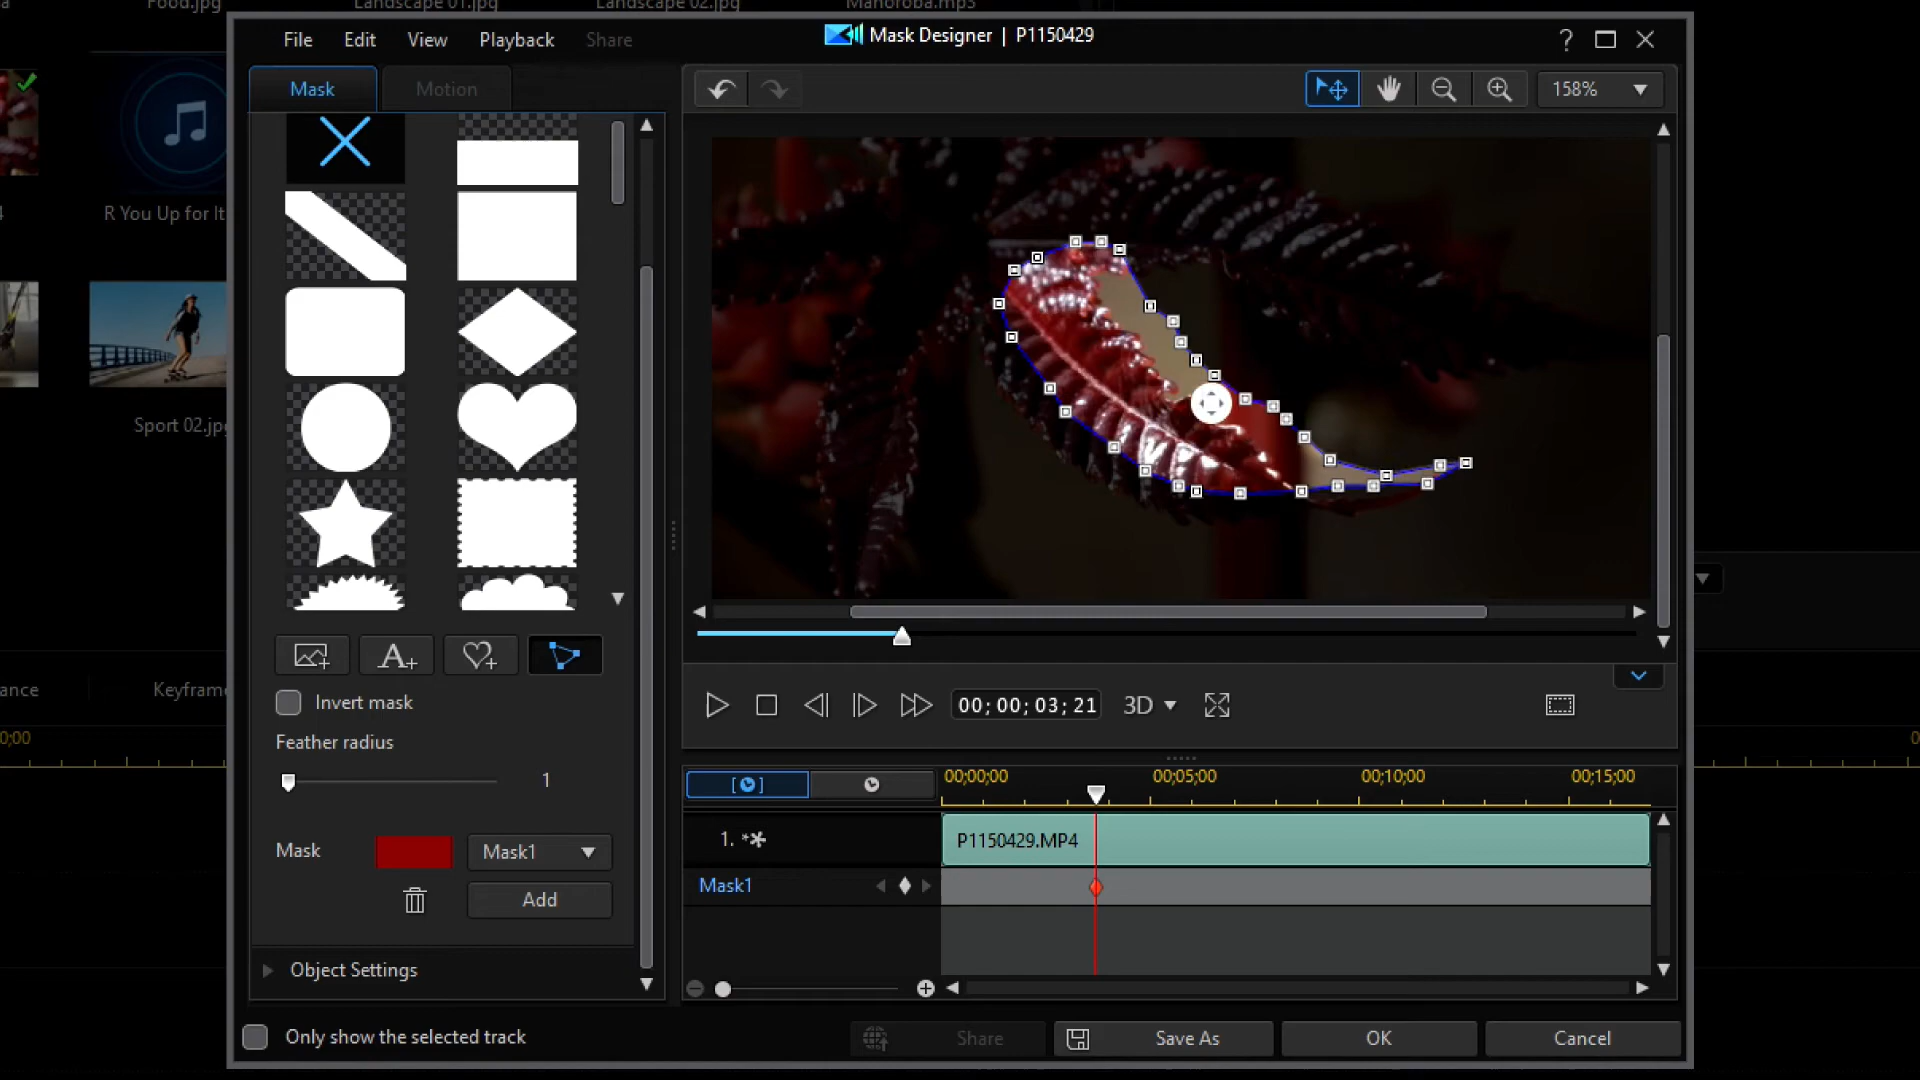 Food.jpg
Landscape 01.jpg
Landscape 02.jpg
Mahoroba.mp3
File
Edit
View
Playback
Share
Mask Designer | P1150429
?
Mask
Motion
158%
R You Up for It
Sport 02.jpg
ance
Keyframe
0;00
Invert mask
Feather radius
1
Mask
Mask1
Add
Object Settings
00; 00; 03; 21
3D
00;00;00
00;05;00
00;10;00
00;15;00
1.
P1150429.MP4
Mask1
Only show the selected track
Share
Save As
OK
Cancel